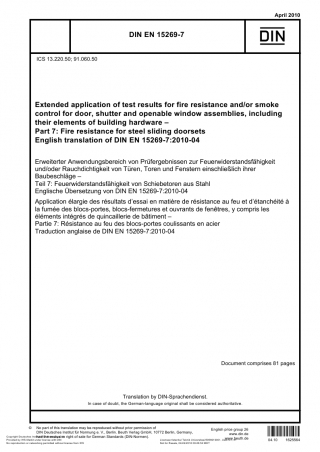 April 2010
DIN EN 15269-7
DIN
ICS 13.220.50; 91.060.50
Extended application of test results for fire resistance and/or smoke
control for door, shutter and openable window assemblies, including
their elements of building hardware –
Part 7: Fire resistance for steel sliding doorsets
English translation of DIN EN 15269-7:2010-04
Erweiterter Anwendungsbereich von Prüfergebnissen zur Feuerwiderstandsfähigkeit
und/oder Rauchdichtigkeit von Türen, Toren und Fenstern einschließlich ihrer
Baubeschläge –
Teil 7: Feuerwiderstandsfähigkeit von Schiebetoren aus Stahl
Englische Übersetzung von DIN EN 15269-7:2010-04
Application élargie des résultats d'essai en matière de résistance au feu et d'étanchéité à
la fumée des blocs-portes, blocs-fermetures et ouvrants de fenêtres, y compris les
éléments intégrés de quincaillerie de bâtiment –
Partie 7: Résistance au feu des blocs-portes coulissants en acier
Traduction anglaise de DIN EN 15269-7:2010-04
Document comprises 81 pages
Translation by DIN-Sprachendienst.
In case of doubt, the German-language original shall be considered authoritative.
No part of this translation may be reproduced without prior permission of
DIN Deutsches Institut für Normung e. V., Berlin. Beuth Verlag GmbH, 10772 Berlin, Germany,
has the exclusive right of sale for German Standards (DIN-Normen).
English price group 26
www.din.de
www.beuth.de
04.10